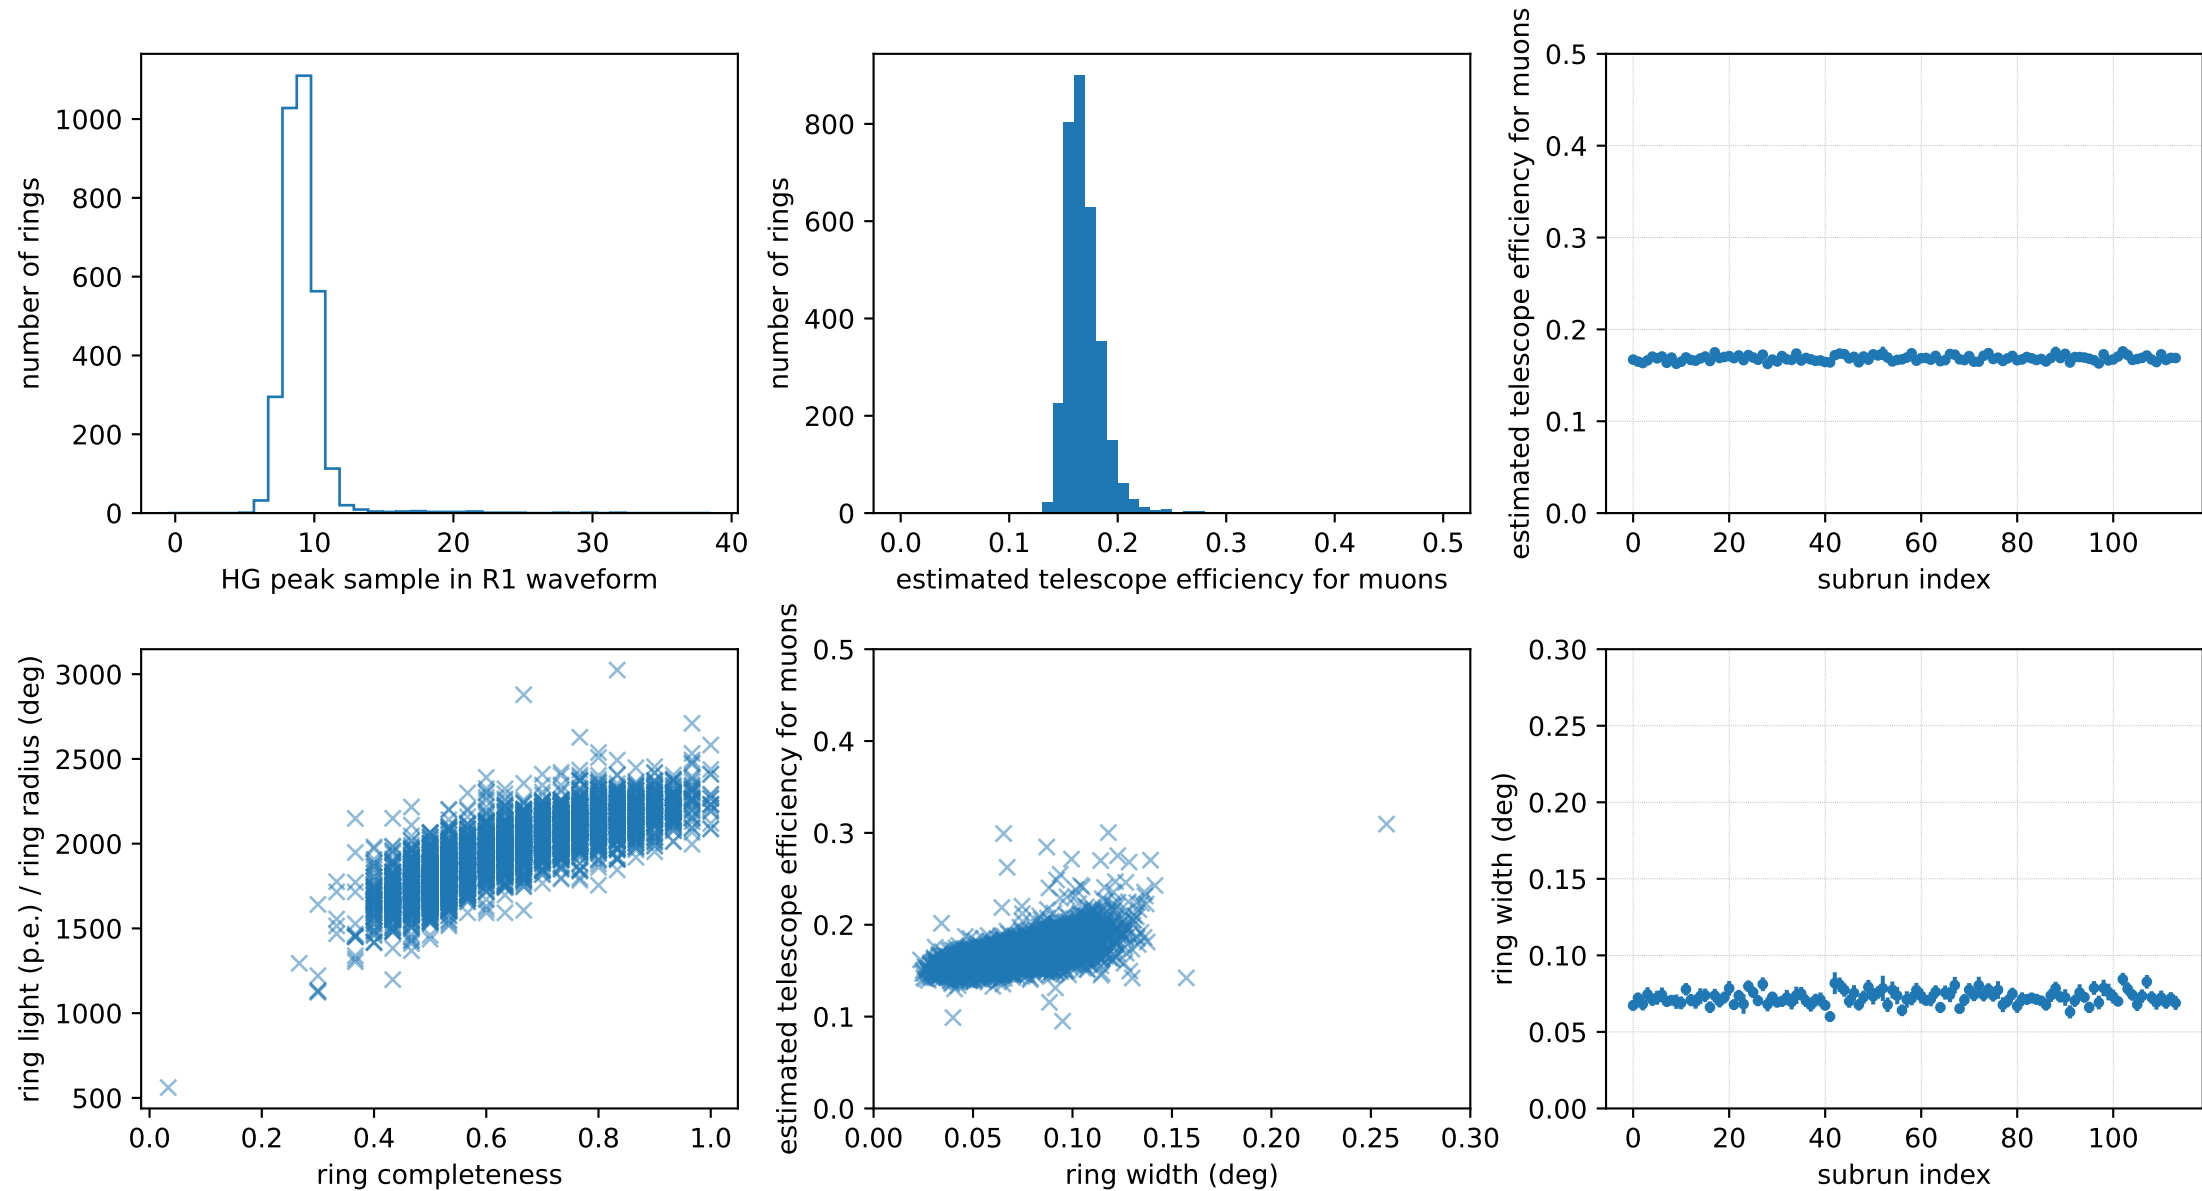 number of rings
1000
800
600
400
200
0
0 10 20 30 40
HG peak sample in R1 waveform
number of rings
800
600
400
200
0
0.0 0.1 0.2 0.3 0.4 0.5
estimated telescope efficiency for muons
estimated telescope efficiency for muons
0.5
0.4
0.3
0.2
0.1
0.0
0 20 40 60 80 100
subrun index
ring light (p.e.) / ring radius (deg)
3000
2500
2000
1500
1000
500
0.0 0.2 0.4 0.6 0.8 1.0
ring completeness
estimated telescope efficiency for muons
0.5
0.4
0.3
0.2
0.1
0.0
0.00 0.05 0.10 0.15 0.20 0.25 0.30
ring width (deg)
ring width (deg)
0.30
0.25
0.20
0.15
0.10
0.05
0.00
0 20 40 60 80 100
subrun index